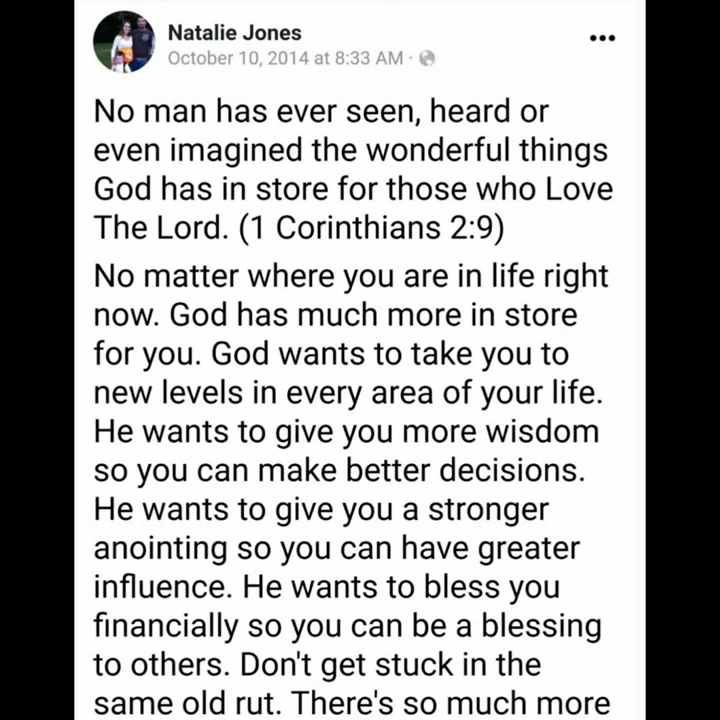 Natalie Jones
October 10, 2014 at 8:33 AM ·
No man has ever seen, heard or
even imagined the wonderful things
God has in store for those who Love
The Lord. (1 Corinthians 2:9)
No matter where you are in life right
now. God has much more in store
for you. God wants to take you to
new levels in every area of your life.
He wants to give you more wisdom
so you can make better decisions.
He wants to give you a stronger
anointing so you can have greater
influence. He wants to bless you
financially so you can be a blessing
to others. Don't get stuck in the
same old rut. There's so much more